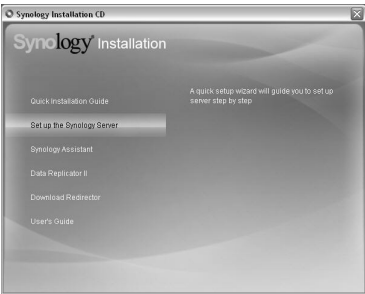 Synology Installation CD
Synology Installation
Quick Installation Guide
A quick setup wizard will guide you to set up
server step by step
Set up the Synology Server
Synology Assistant
Data Replicator II
Download Redirector
User's Guide